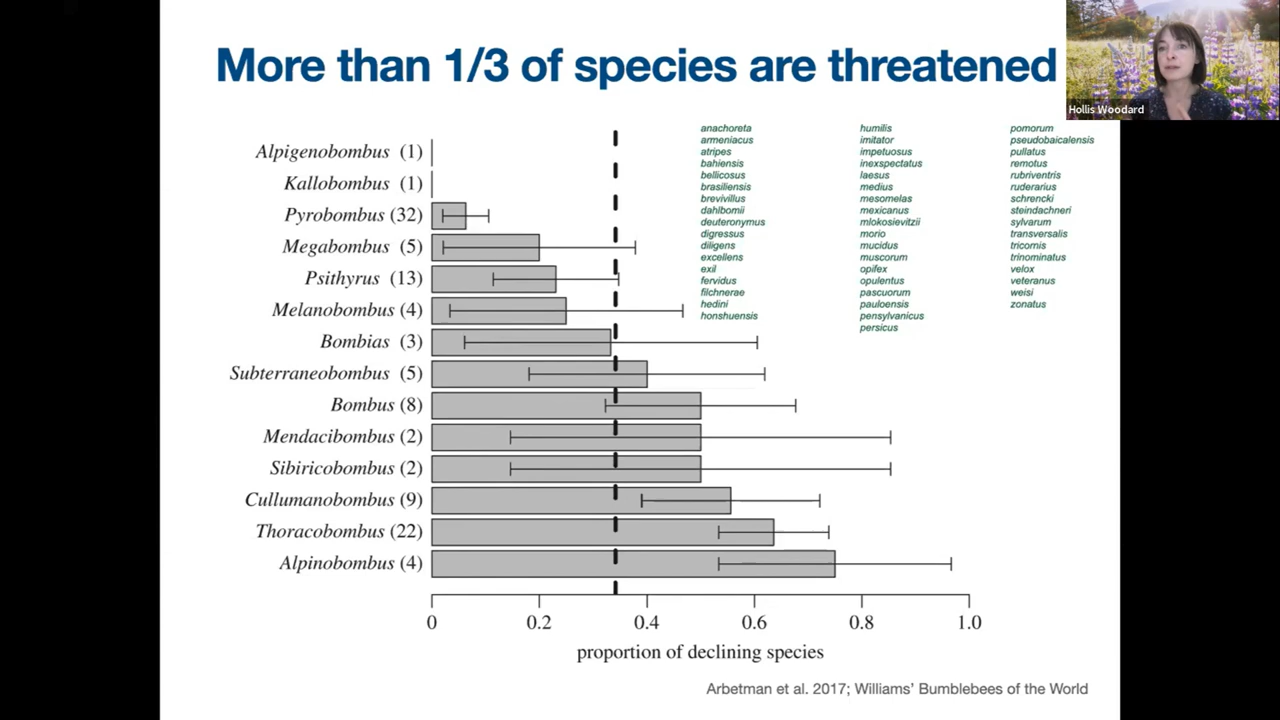 More than 1/3 of species are threatened
Hollis Woodard
Alpigenobombus (1)
Kallobombus (1)
Pyrobombus (32)
Megabombus (5)
Psithyrus (13)
Melanobombus (4)
Bombias (3)
Subterraneobombus (5)
Bombus (8)
Mendacibombus (2)
Sibiricobombus (2)
Cullumanobombus (9)
Thoracobombus (22)
Alpinobombus (4)
anachoreta
armeniacus
atripes
bahiensis
bellicosus
brasiliensis
brevivillus
dahlbomii
deuteronymus
digressus
diligens
excellens
exil
fervidus
filchnerae
hedini
honshuensis
humilis
imitator
impetuosus
inexspectatus
laesus
medius
mesomelas
mexicanus
mlokosievitzii
morio
mucidus
muscorum
opifex
opulentus
pascuorum
pauloensis
pensylvanicus
persicus
pomorum
pseudobaicalensis
pullatus
remotus
rubriventris
ruderarius
schrencki
steindachneri
sylvarum
transversalis
tricornis
trinominatus
velox
veteranus
weisi
zonatus
0 0.2 0.4 0.6 0.8 1.0
proportion of declining species
Arbetman et al. 2017; Williams' Bumblebees of the World